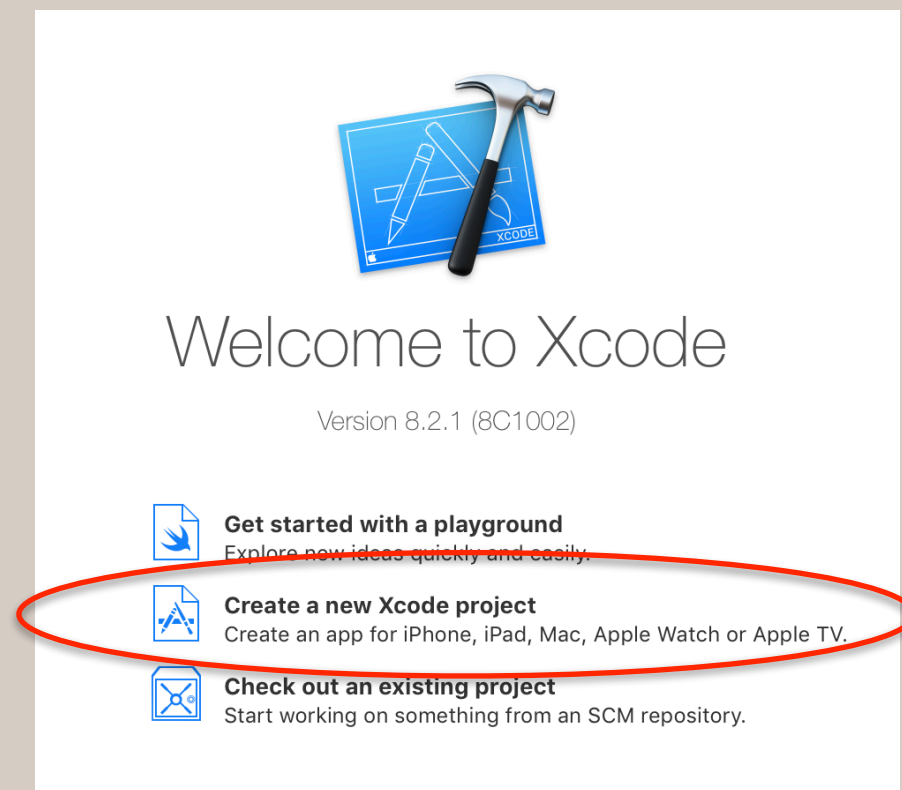 XCODE
Welcome to Xcode
Version 8.2.1 (8C1002)
Get started with a playground
Explore new ideas quickly and easily.
Create a new Xcode project
Create an app for iPhone, iPad, Mac, Apple Watch or Apple TV.
Check out an existing project
Start working on something from an SCM repository.